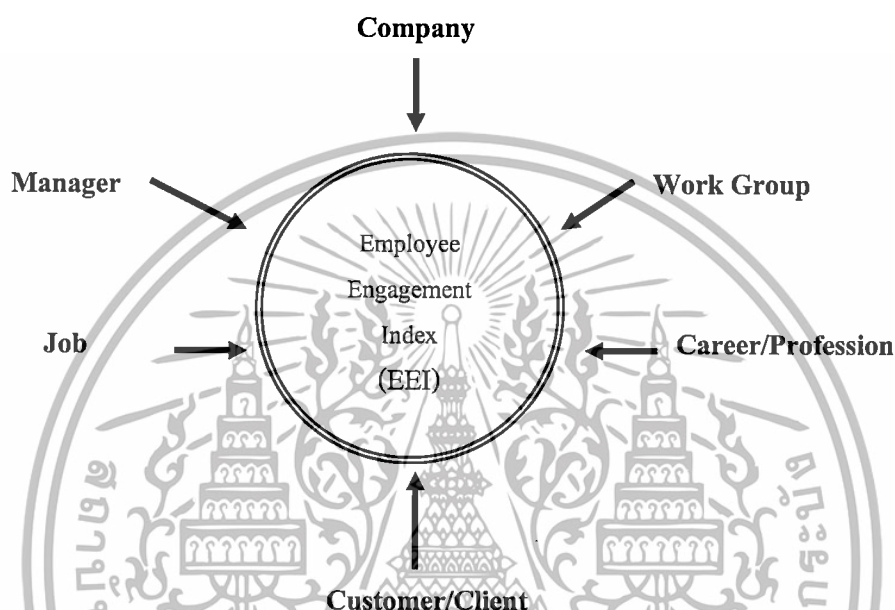 Company
Manager
Work Group
Employee
Engagement
Index
(EEI)
Job
Career/Profession
Customer/Client